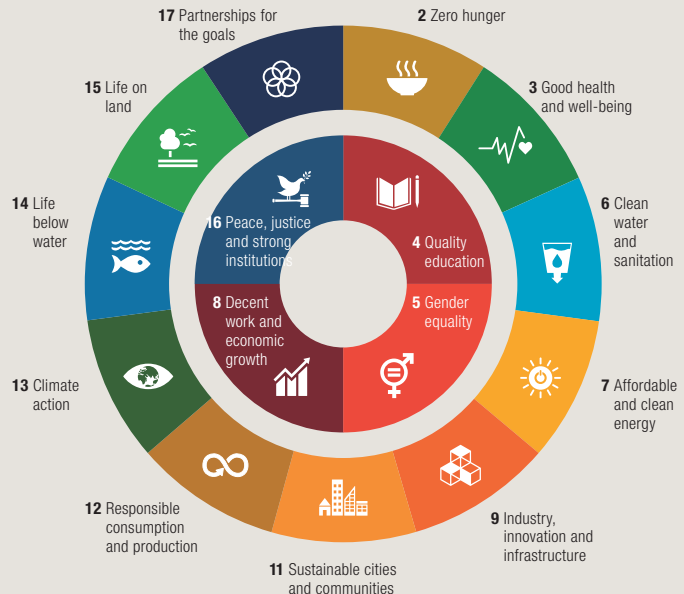 17 Partnerships for
the goals
2 Zero hunger
3 Good health
and well-being
6 Clean
water
and
sanitation
7 Affordable
and clean
energy
9 Industry,
innovation and
infrastructure
11 Sustainable cities
and communities
12 Responsible
consumption
and production
13 Climate
action
14 Life
below
water
15 Life on
land
16 Peace, justice
and strong
institutions
4 Quality
education
5 Gender
equality
8 Decent
work and
economic
growth